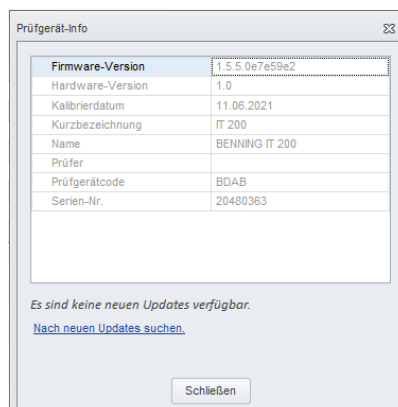 Prüfgerät-Info
Firmware-Version 1.5.5.0e7e59e2
Hardware-Version 1.0
Kalibrierdatum 11.06.2021
Kurzbezeichnung IT 200
Name BENNING IT 200
Prüfer
Prüfgerätcode BDAB
Serien-Nr. 20480363
Es sind keine neuen Updates verfügbar.
Nach neuen Updates suchen.
Schließen